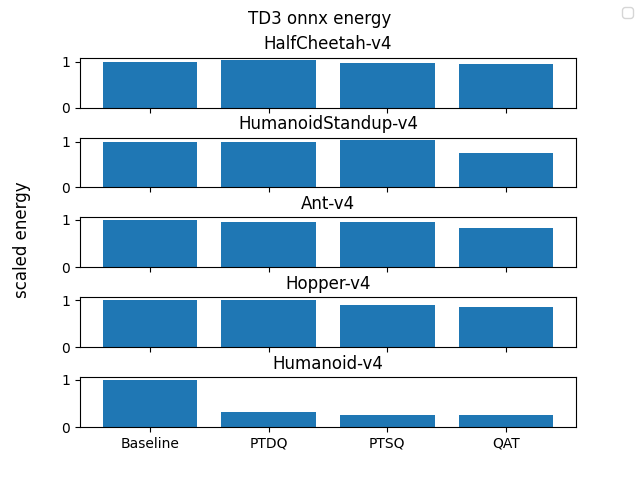 TD3 onnx energy
HalfCheetah-v4
1
0
HumanoidStandup-v4
1
0
Ant-v4
1
0
Hopper-v4
1
0
Humanoid-v4
1
0
Baseline PTDQ PTSQ QAT
scaled energy